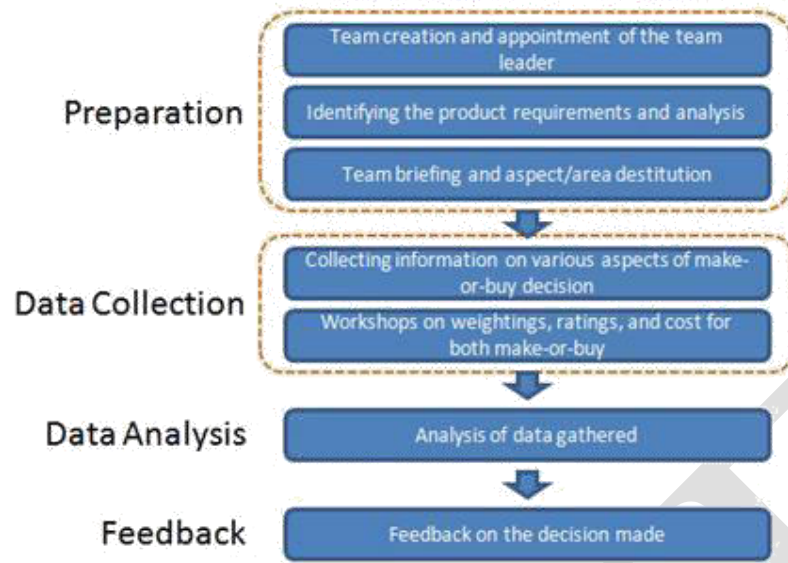 Team creation and appointment of the team
leader
Preparation
Identifying the product requirements and analysis
Team briefing and aspect/area destitution
Collecting information on various aspects of make-
or-buy decision
Data Collection
Workshops on weightings, ratings, and cost for
both make-or-buy
Data Analysis
Analysis of data gathered
Feedback
Feedback on the decision made